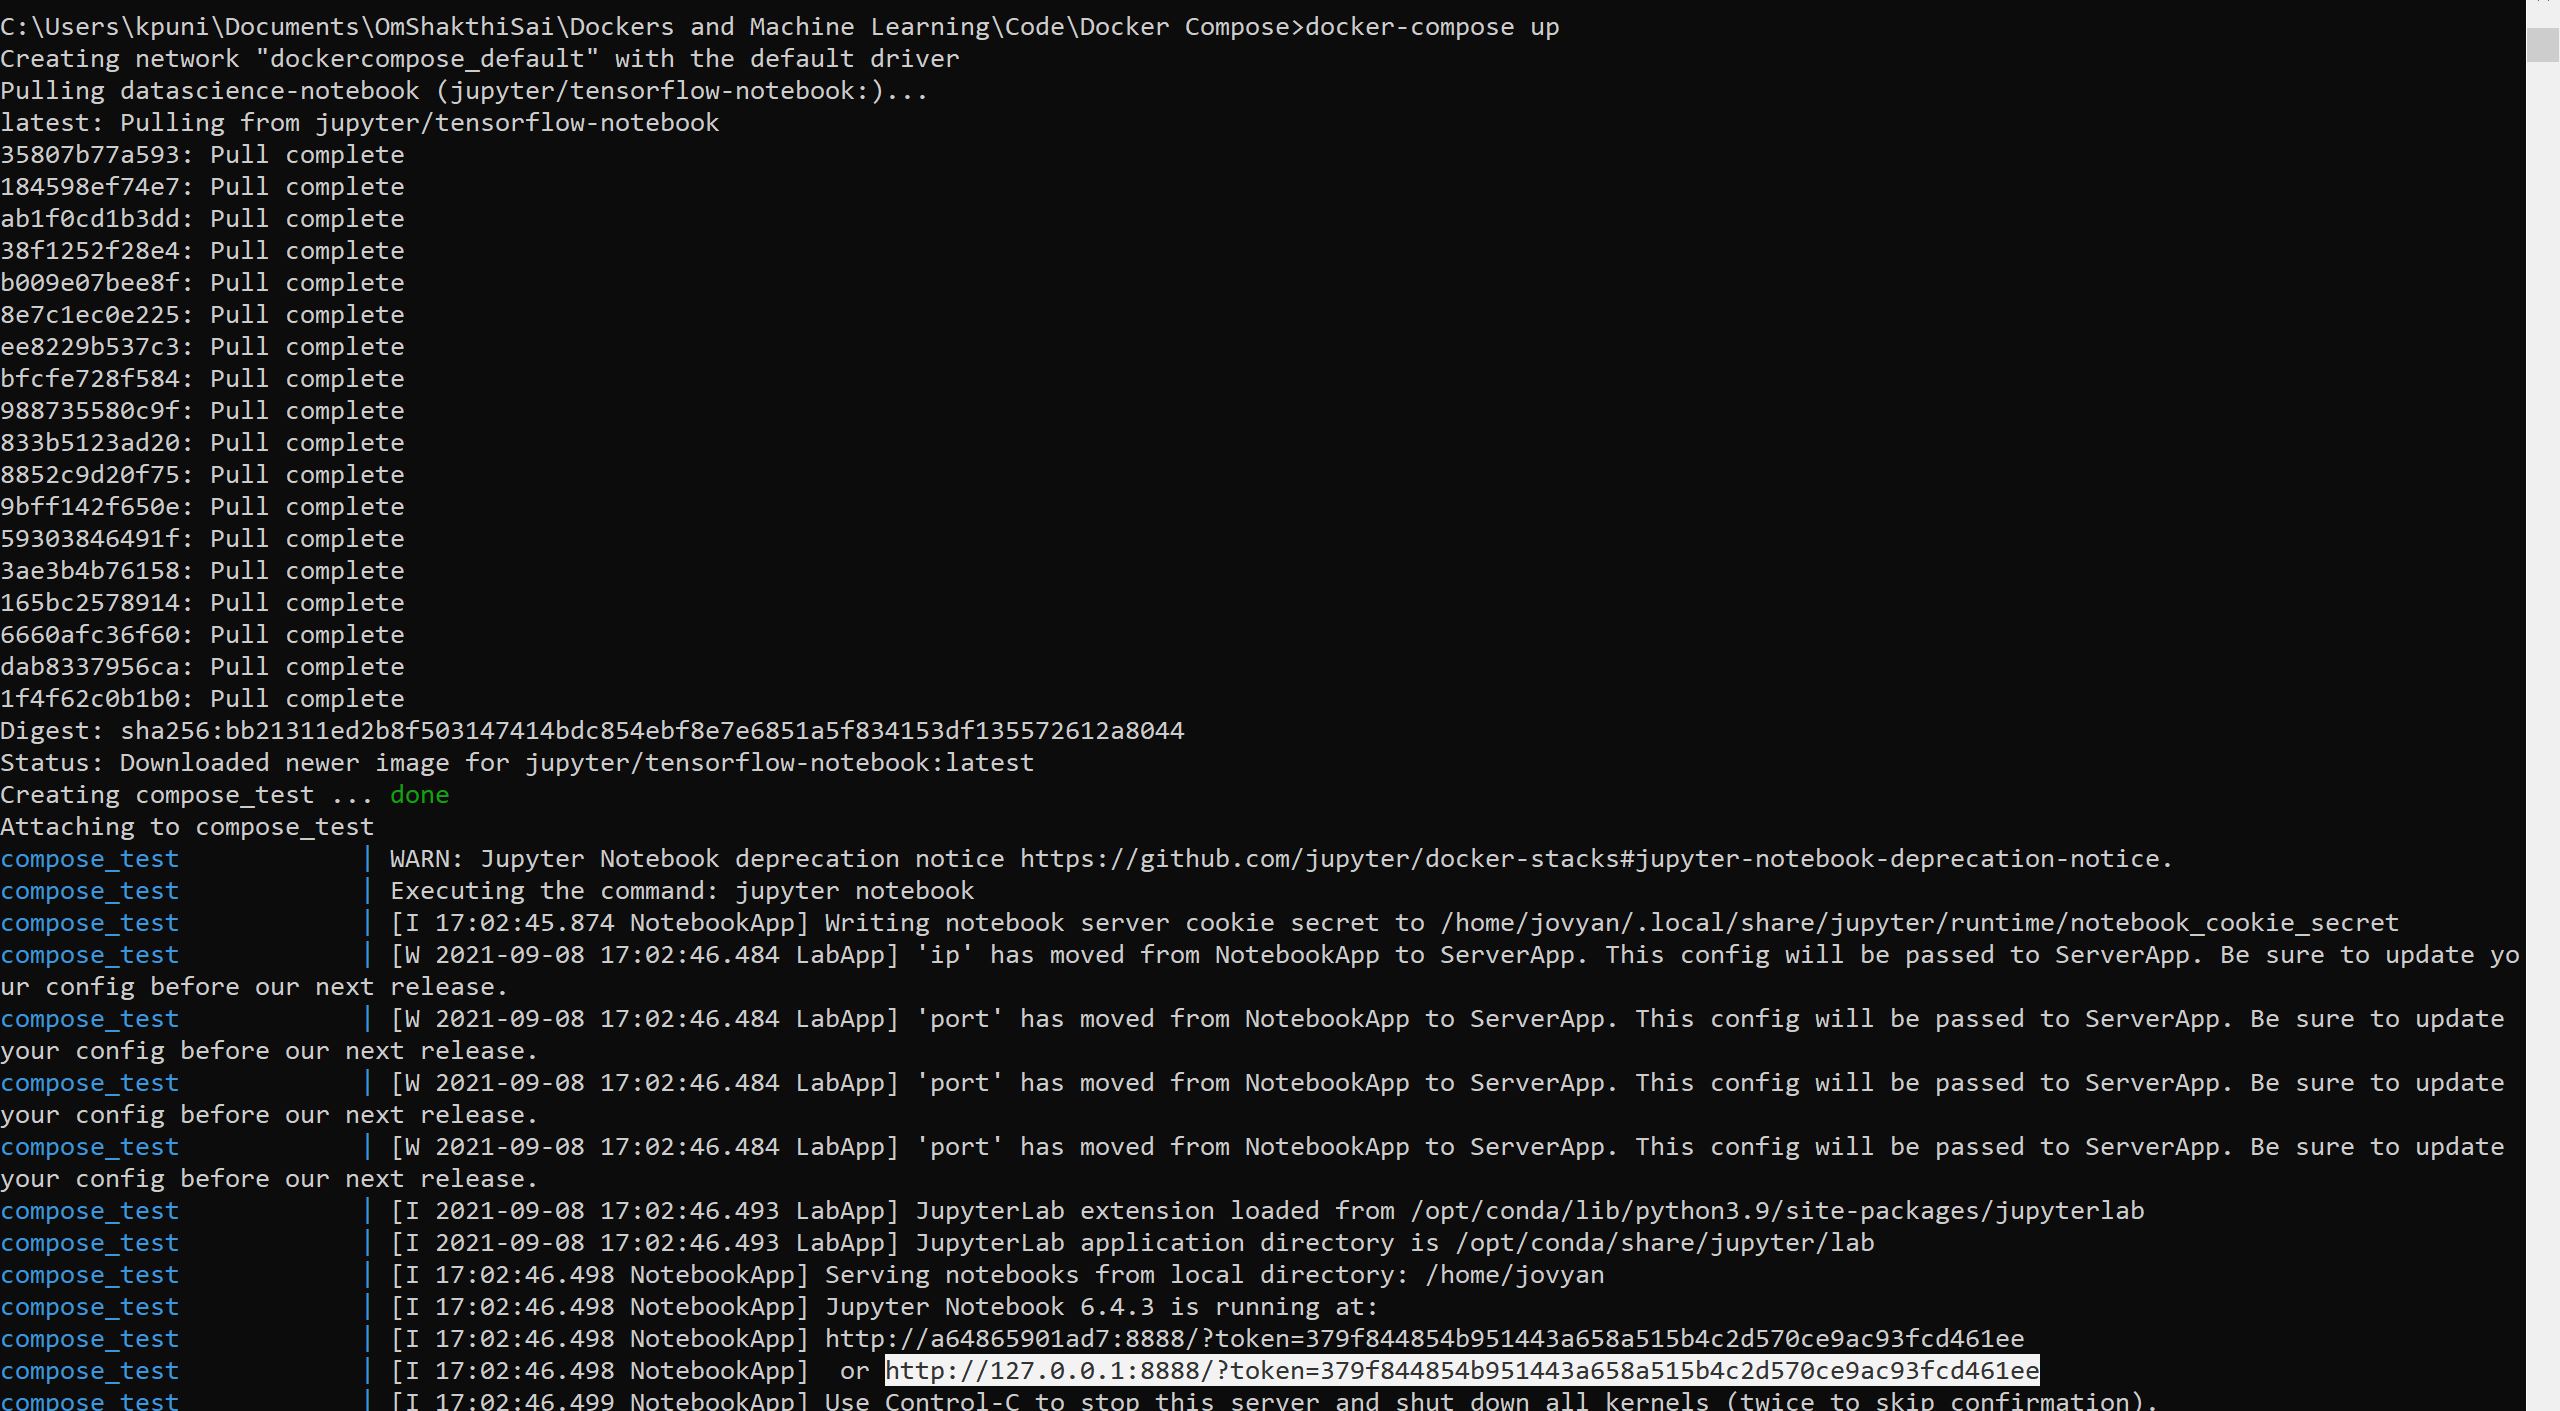 C:\Users\kpuni\Documents\OmShakthiSai\Dockers and Machine Learning\Code\Docker Compose>docker-compose up
Creating network "dockercompose_default" with the default driver
Pulling datascience-notebook (jupyter/tensorflow-notebook:)...
latest: Pulling from jupyter/tensorflow-notebook
35807b77a593: Pull complete
184598ef74e7: Pull complete
ab1f0cd1b3dd: Pull complete
38f1252f28e4: Pull complete
b009e07bee8f: Pull complete
8e7c1ec0e225: Pull complete
ee8229b537c3: Pull complete
bfcfe728f584: Pull complete
988735580c9f: Pull complete
833b5123ad20: Pull complete
8852c9d20f75: Pull complete
9bff142f650e: Pull complete
59303846491f: Pull complete
3ae3b4b76158: Pull complete
165bc2578914: Pull complete
6660afc36f60: Pull complete
dab8337956ca: Pull complete
1f4f62c0b1b0: Pull complete
Digest: sha256:bb21311ed2b8f503147414bdc854ebf8e7e6851a5f834153df135572612a8044
Status: Downloaded newer image for jupyter/tensorflow-notebook:latest
Creating compose_test ... done
Attaching to compose_test
compose_test | WARN: Jupyter Notebook deprecation notice https://github.com/jupyter/docker-stacks#jupyter-notebook-deprecation-notice.
compose_test | Executing the command: jupyter notebook
compose_test | [I 17:02:45.874 NotebookApp] Writing notebook server cookie secret to /home/jovyan/.local/share/jupyter/runtime/notebook_cookie_secret
compose_test | [W 2021-09-08 17:02:46.484 LabApp] 'ip' has moved from NotebookApp to ServerApp. This config will be passed to ServerApp. Be sure to update yo
ur config before our next release.
compose_test | [W 2021-09-08 17:02:46.484 LabApp] 'port' has moved from NotebookApp to ServerApp. This config will be passed to ServerApp. Be sure to update
your config before our next release.
compose_test | [W 2021-09-08 17:02:46.484 LabApp] 'port' has moved from NotebookApp to ServerApp. This config will be passed to ServerApp. Be sure to update
your config before our next release.
compose_test | [W 2021-09-08 17:02:46.484 LabApp] 'port' has moved from NotebookApp to ServerApp. This config will be passed to ServerApp. Be sure to update
your config before our next release.
compose_test | [I 2021-09-08 17:02:46.493 LabApp] JupyterLab extension loaded from /opt/conda/lib/python3.9/site-packages/jupyterlab
compose_test | [I 2021-09-08 17:02:46.493 LabApp] JupyterLab application directory is /opt/conda/share/jupyter/lab
compose_test | [I 17:02:46.498 NotebookApp] Serving notebooks from local directory: /home/jovyan
compose_test | [I 17:02:46.498 NotebookApp] Jupyter Notebook 6.4.3 is running at:
compose_test | [I 17:02:46.498 NotebookApp] http://a64865901ad7:8888/?token=379f844854b951443a658a515b4c2d570ce9ac93fcd461ee
compose_test | [I 17:02:46.498 NotebookApp]  or http://127.0.0.1:8888/?token=379f844854b951443a658a515b4c2d570ce9ac93fcd461ee
compose_test | [I 17:02:46.499 NotebookApp] Use Control-C to stop this server and shut down all kernels (twice to skip confirmation).